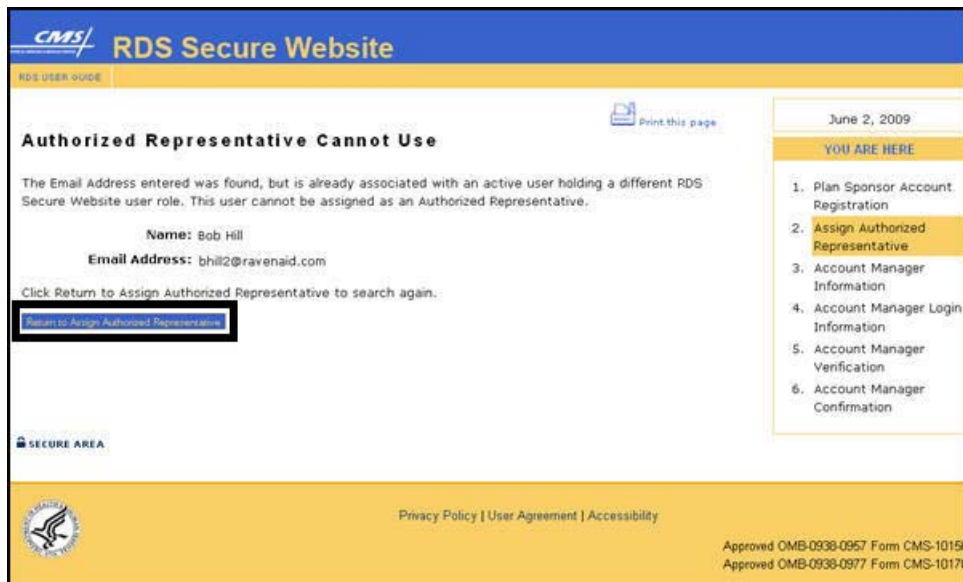 CMS
RDS Secure Website
RDS USER GUIDE
Print this page
Authorized Representative Cannot Use
The Email Address entered was found, but is already associated with an active user holding a different RDS
Secure Website user role. This user cannot be assigned as an Authorized Representative.
Name: Bob Hill
Email Address: bhill2@ravenaid.com
Click Return to Assign Authorized Representative to search again.
Return to Assign Authorized Representative
SECURE AREA
June 2, 2009
YOU ARE HERE
1. Plan Sponsor Account
Registration
2. Assign Authorized
Representative
3. Account Manager
Information
4. Account Manager Login
Information
5. Account Manager
Verification
6. Account Manager
Confirmation
Privacy Policy | User Agreement | Accessibility
Approved OMB-0938-0957 Form CMS-1015
Approved OMB-0938-0977 Form CMS-1017